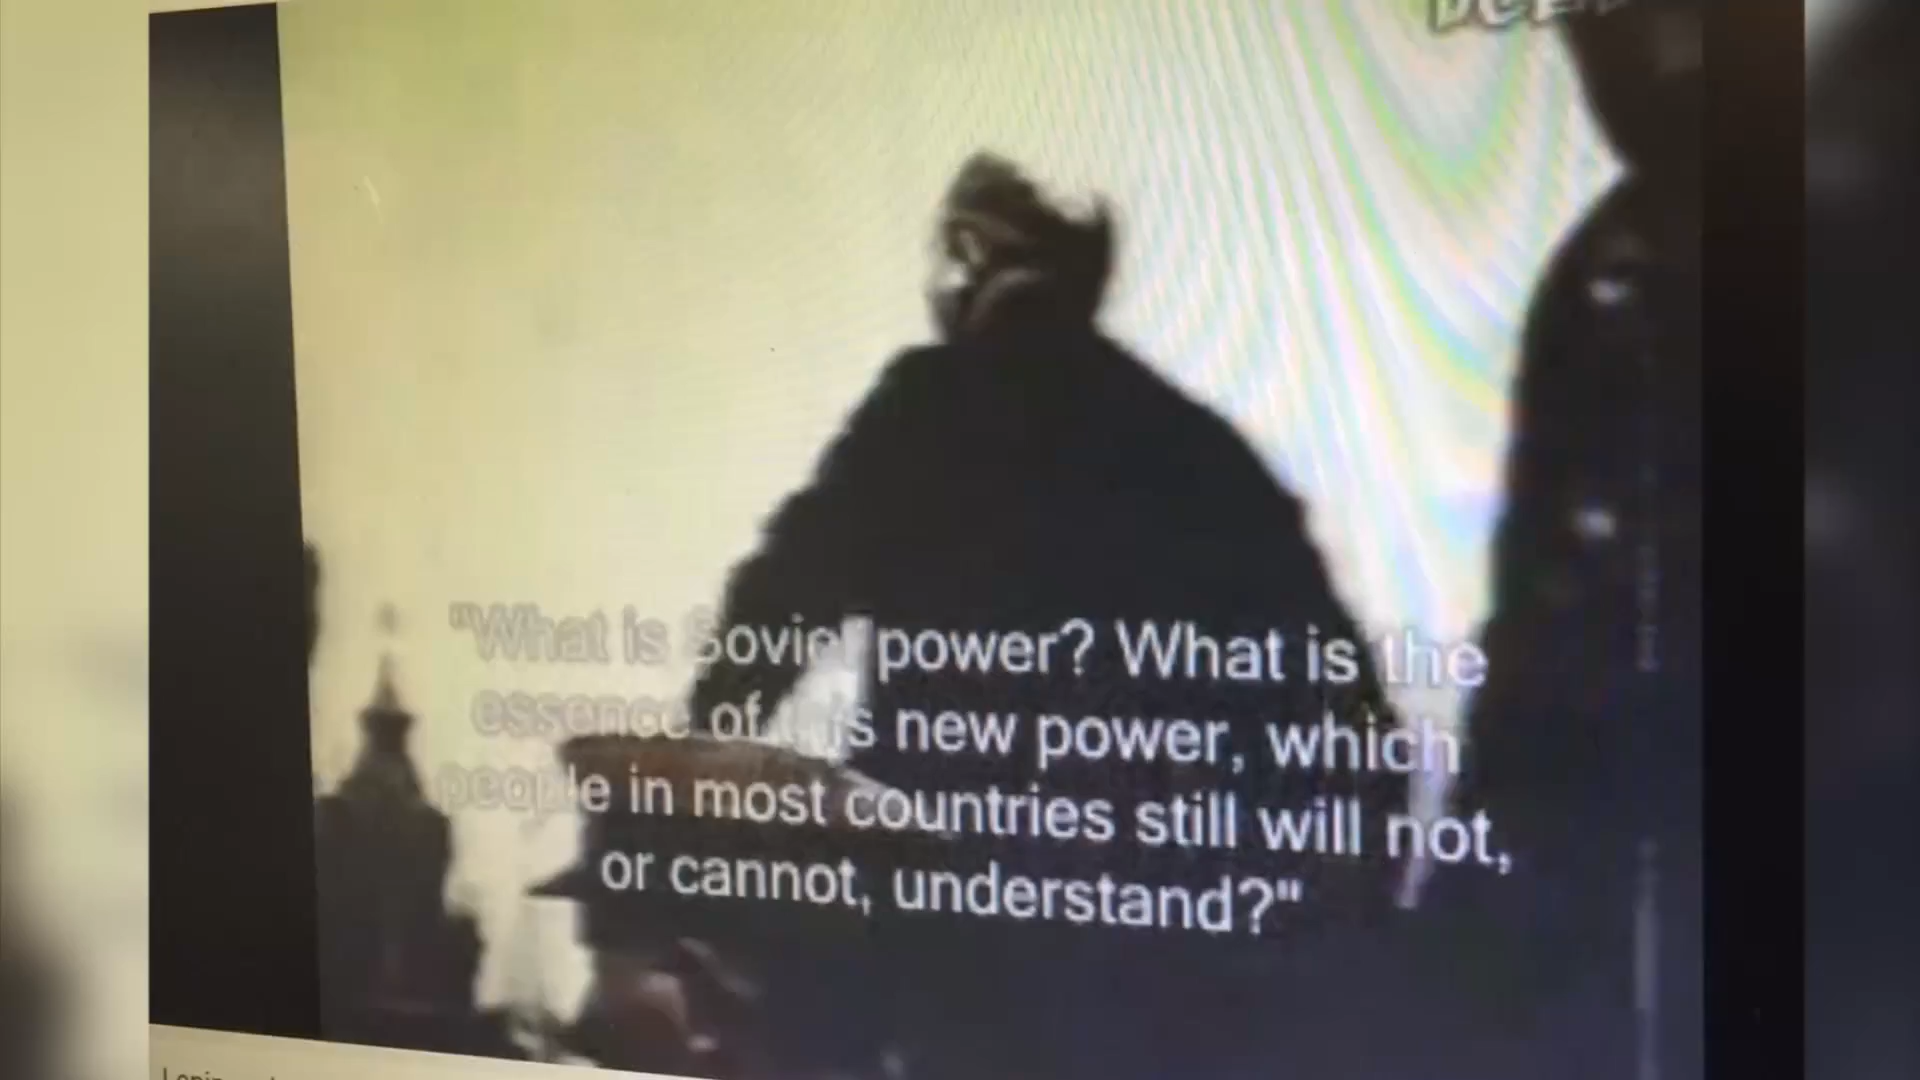 "What is Soviet power? What is the
essence of this new power, which
people in most countries still will not,
or cannot, understand?"